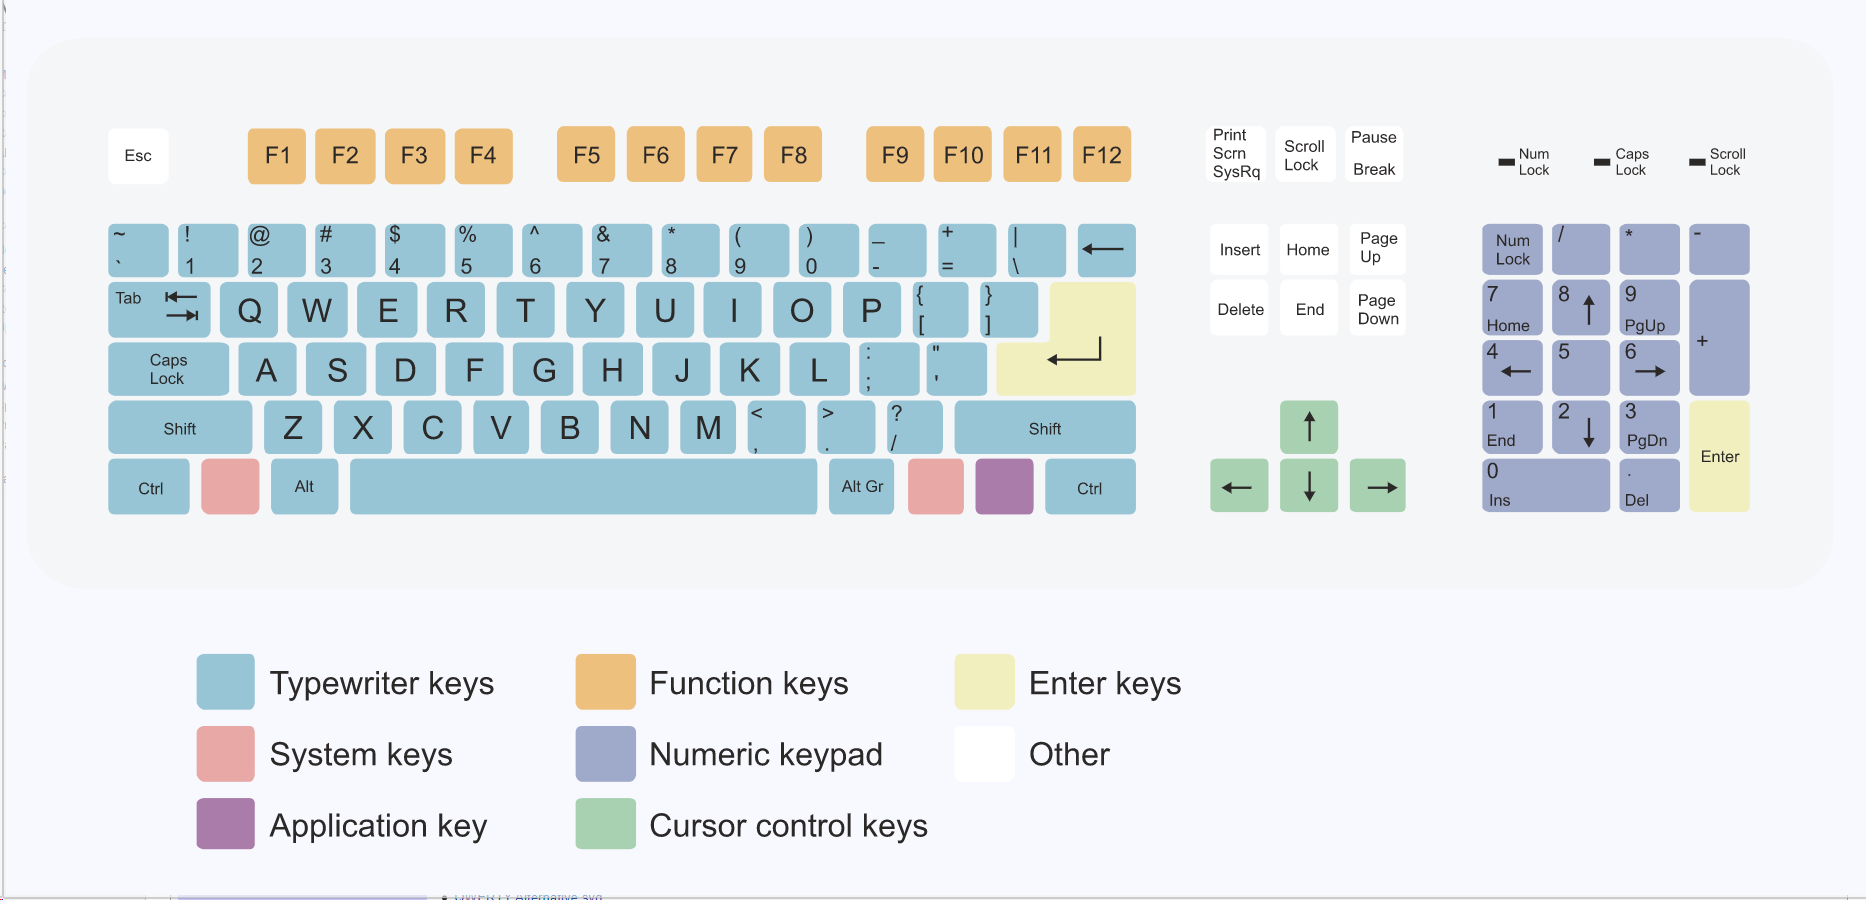 Esc
F1
F2
F3
F4
F5
F6
F7
F8
F9
F10
F11
F12
Print
Scrn
SysRq
Scroll
Lock
Pause
Break
Num
Lock
Caps
Lock
Scroll
Lock
~
`
!
1
@
2
#
3
$
4
%
5
^
6
&
7
*
8
(
9
)
0
_
-
+
=
|
\
Insert
Home
Page
Up
Num
Lock
/
*
-
Tab
Q
W
E
R
T
Y
U
I
O
P
{
[
}
]
Delete
End
Page
Down
7
Home
8
9
PgUp
+
Caps
Lock
A
S
D
F
G
H
J
K
L
:
;
"
'
4
5
6
Shift
Z
X
C
V
B
N
M
<
,
>
.
?
/
Shift
1
End
2
3
PgDn
Enter
Ctrl
Alt
Alt Gr
Ctrl
0
Ins
.
Del
Typewriter keys
Function keys
Enter keys
System keys
Numeric keypad
Other
Application key
Cursor control keys
QWERTY Alternative.svg